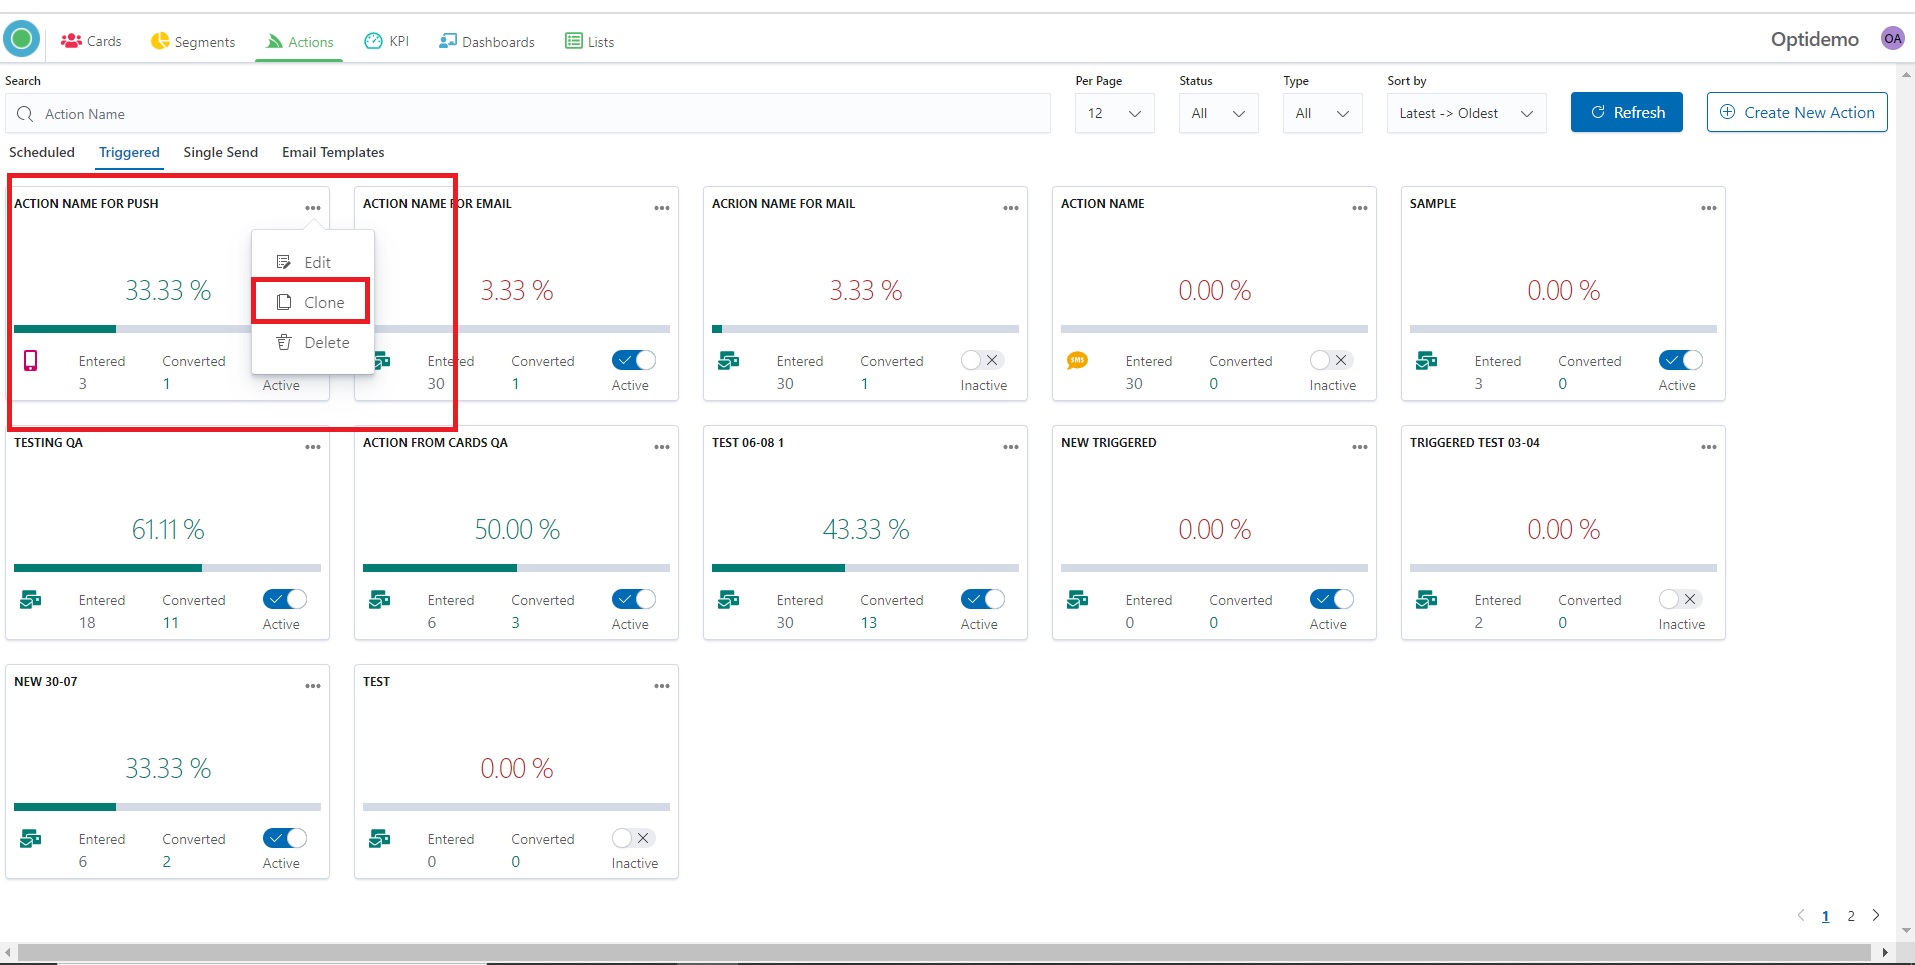 Cards Segments Actions KPI Dashboards Lists Optidemo OA
Search Per Page Status Type Sort by
Action Name 12 All All Latest -> Oldest Refresh Create New Action
Scheduled Triggered Single Send Email Templates
ACTION NAME FOR PUSH ••• ACTION NAME FOR EMAIL ••• ACRION NAME FOR MAIL ••• ACTION NAME ••• SAMPLE •••
Edit
33.33 % 3.33 % 3.33 % 0.00 % 0.00 %
Clone
Delete
Entered Converted Entered Converted Entered Converted SMS Entered Converted Entered Converted
3 1 Active 30 1 Active 30 1 Inactive 30 0 Inactive 3 0 Active
TESTING QA ••• ACTION FROM CARDS QA ••• TEST 06-08 1 ••• NEW TRIGGERED ••• TRIGGERED TEST 03-04 •••
61.11 % 50.00 % 43.33 % 0.00 % 0.00 %
Entered Converted Entered Converted Entered Converted Entered Converted Entered Converted
18 11 Active 6 3 Active 30 13 Active 0 0 Active 2 0 Inactive
NEW 30-07 ••• TEST •••
33.33 % 0.00 %
Entered Converted Entered Converted
6 2 Active 0 0 Inactive
1 2